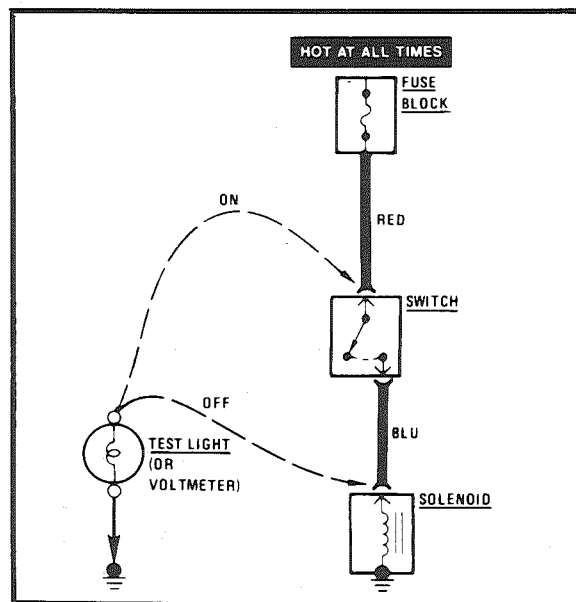 HOT AT ALL TIMES
FUSE
BLOCK
ON
RED
SWITCH
OFF
BLU
TEST LIGHT
(OR
VOLTMETER)
SOLENOID